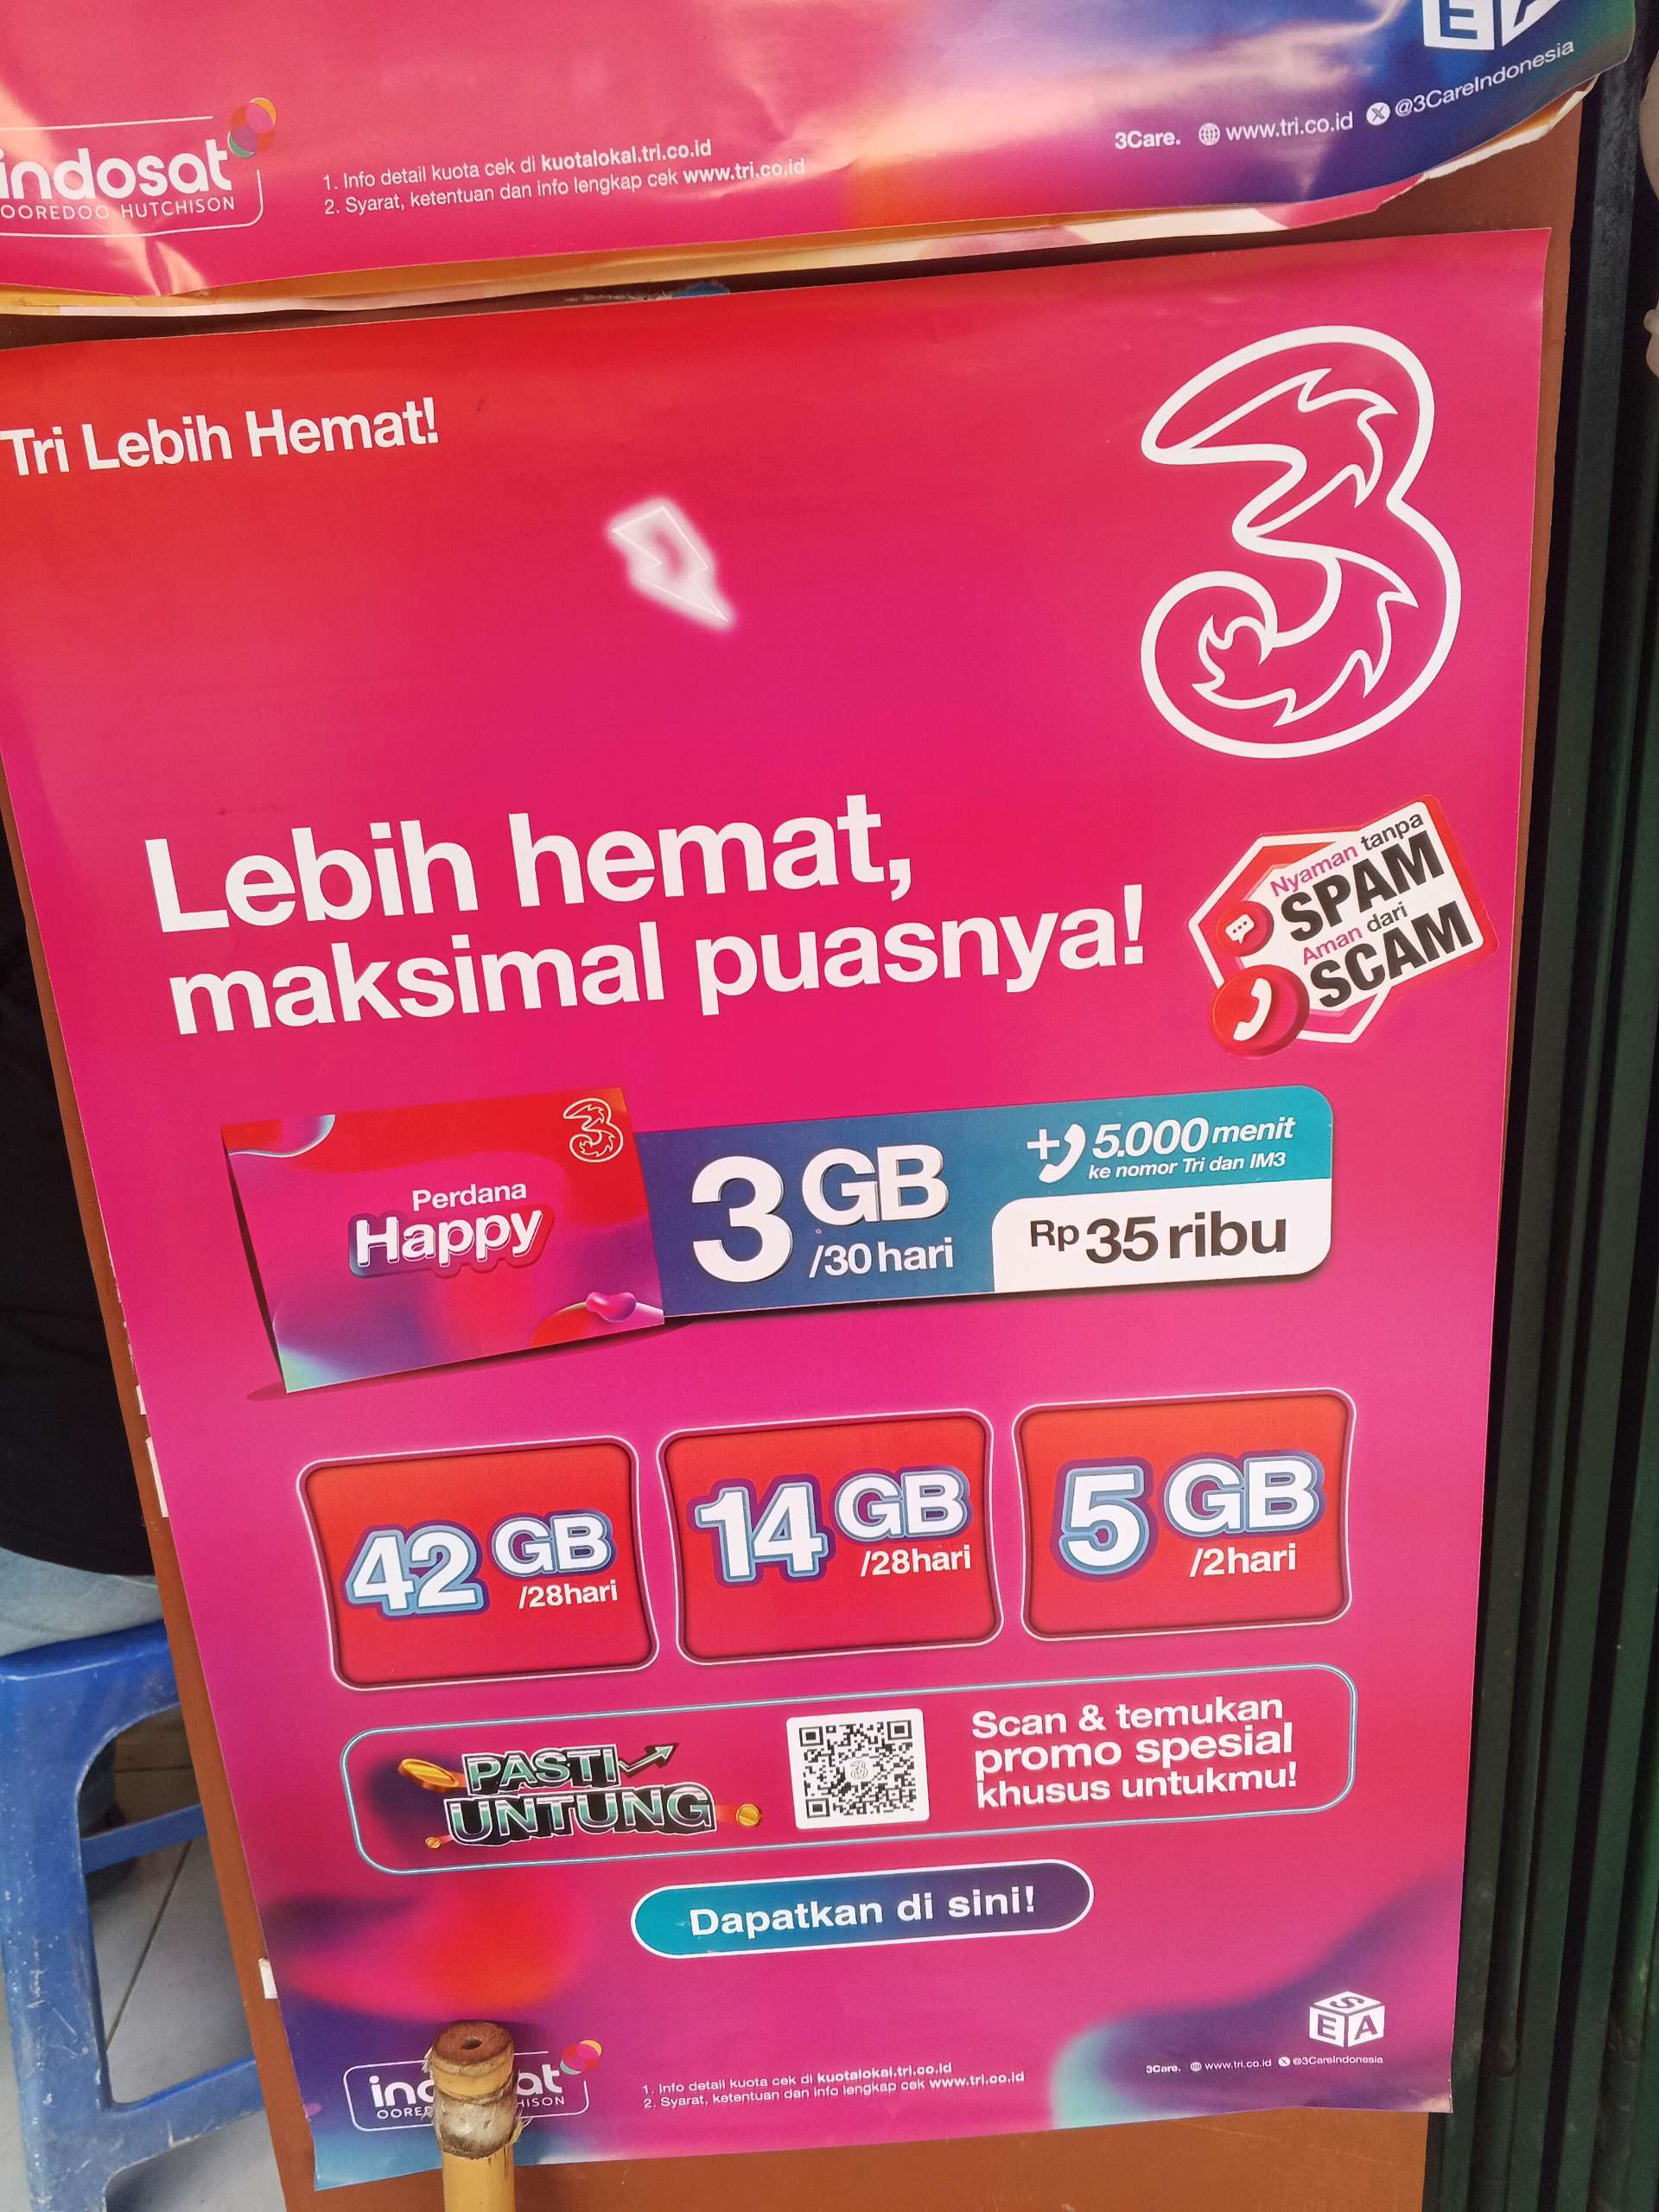 indosat
OOREDOO HUTCHISON
1. Info detail kuota cek di kuotalokal.tri.co.id
2. Syarat, ketentuan dan info lengkap cek www.tri.co.id
3Care. www.tri.co.id @3CareIndonesia
Tri Lebih Hemat!
3
Lebih hemat,
maksimal puasnya!
Nyaman tanpa
SPAM
Aman dari
SCAM
3
Perdana
Happy
3 GB
/30 hari
+ 5.000 menit
ke nomor Tri dan IM3
Rp 35 ribu
42 GB
/28hari
14 GB
/28hari
5 GB
/2hari
PASTI
UNTUNG
Scan & temukan
promo spesial
khusus untukmu!
Dapatkan di sini!
S
E A
3Care. www.tri.co.id @3CareIndonesia
1. Info detail kuota cek di kuotalokal.tri.co.id
2. Syarat, ketentuan dan info lengkap cek www.tri.co.id